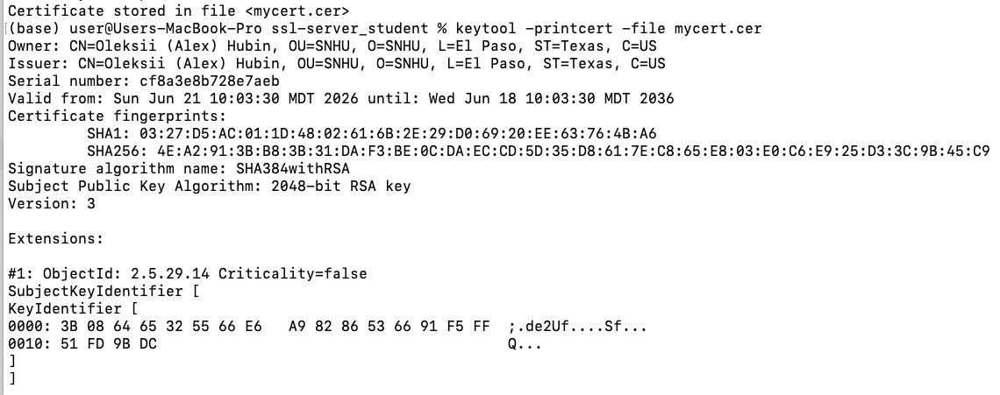 Certificate stored in file <mycert.cer>
[(base) user@Users-MacBook-Pro ssl-server_student % keytool -printcert -file mycert.cer
Owner: CN=Oleksii (Alex) Hubin, OU=SNHU, O=SNHU, L=El Paso, ST=Texas, C=US
Issuer: CN=Oleksii (Alex) Hubin, OU=SNHU, O=SNHU, L=El Paso, ST=Texas, C=US
Serial number: cf8a3e8b728e7aeb
Valid from: Sun Jun 21 10:03:30 MDT 2026 until: Wed Jun 18 10:03:30 MDT 2036
Certificate fingerprints:
         SHA1: 03:27:D5:AC:01:1D:48:02:61:6B:2E:29:D0:69:20:EE:63:76:4B:A6
         SHA256: 4E:A2:91:3B:B8:3B:31:DA:F3:BE:0C:DA:EC:CD:5D:35:D8:61:7E:C8:65:E8:03:E0:C6:E9:25:D3:3C:9B:45:C9
Signature algorithm name: SHA384withRSA
Subject Public Key Algorithm: 2048-bit RSA key
Version: 3
Extensions:
#1: ObjectId: 2.5.29.14 Criticality=false
SubjectKeyIdentifier [
KeyIdentifier [
0000: 3B 08 64 65 32 55 66 E6   A9 82 86 53 66 91 F5 FF  ;.de2Uf....Sf...
0010: 51 FD 9B DC                                        Q...
]
]